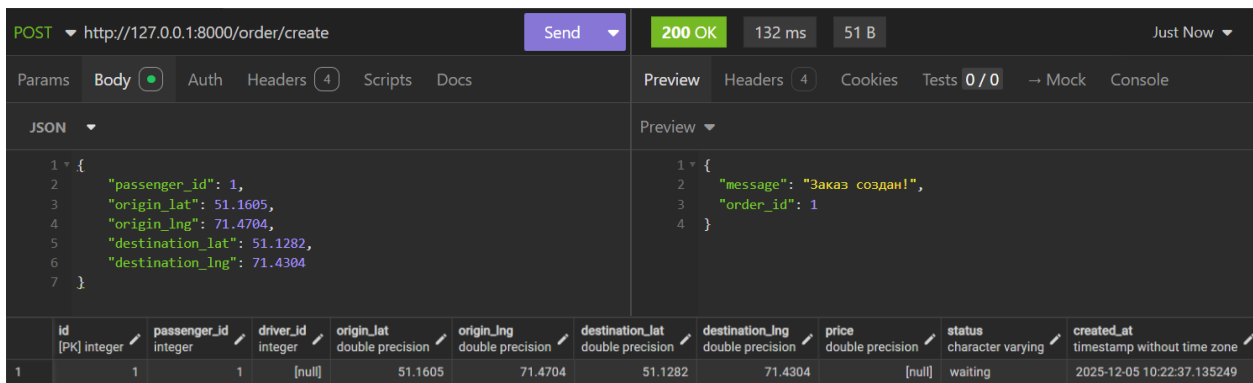 POST http://127.0.0.1:8000/order/create Send 200 OK 132 ms 51 B Just Now
Params Body Auth Headers 4 Scripts Docs Preview Headers 4 Cookies Tests 0 / 0 → Mock Console
JSON Preview
1 {
2 "passenger_id": 1,
3 "origin_lat": 51.1605,
4 "origin_lng": 71.4704,
5 "destination_lat": 51.1282,
6 "destination_lng": 71.4304
7 }
1 {
2 "message": "Заказ создан!",
3 "order_id": 1
4 }
id passenger_id driver_id origin_lat origin_lng destination_lat destination_lng price status created_at
[PK] integer integer integer double precision double precision double precision double precision double precision character varying timestamp without time zone
1 1 1 [null] 51.1605 71.4704 51.1282 71.4304 [null] waiting 2025-12-05 10:22:37.135249